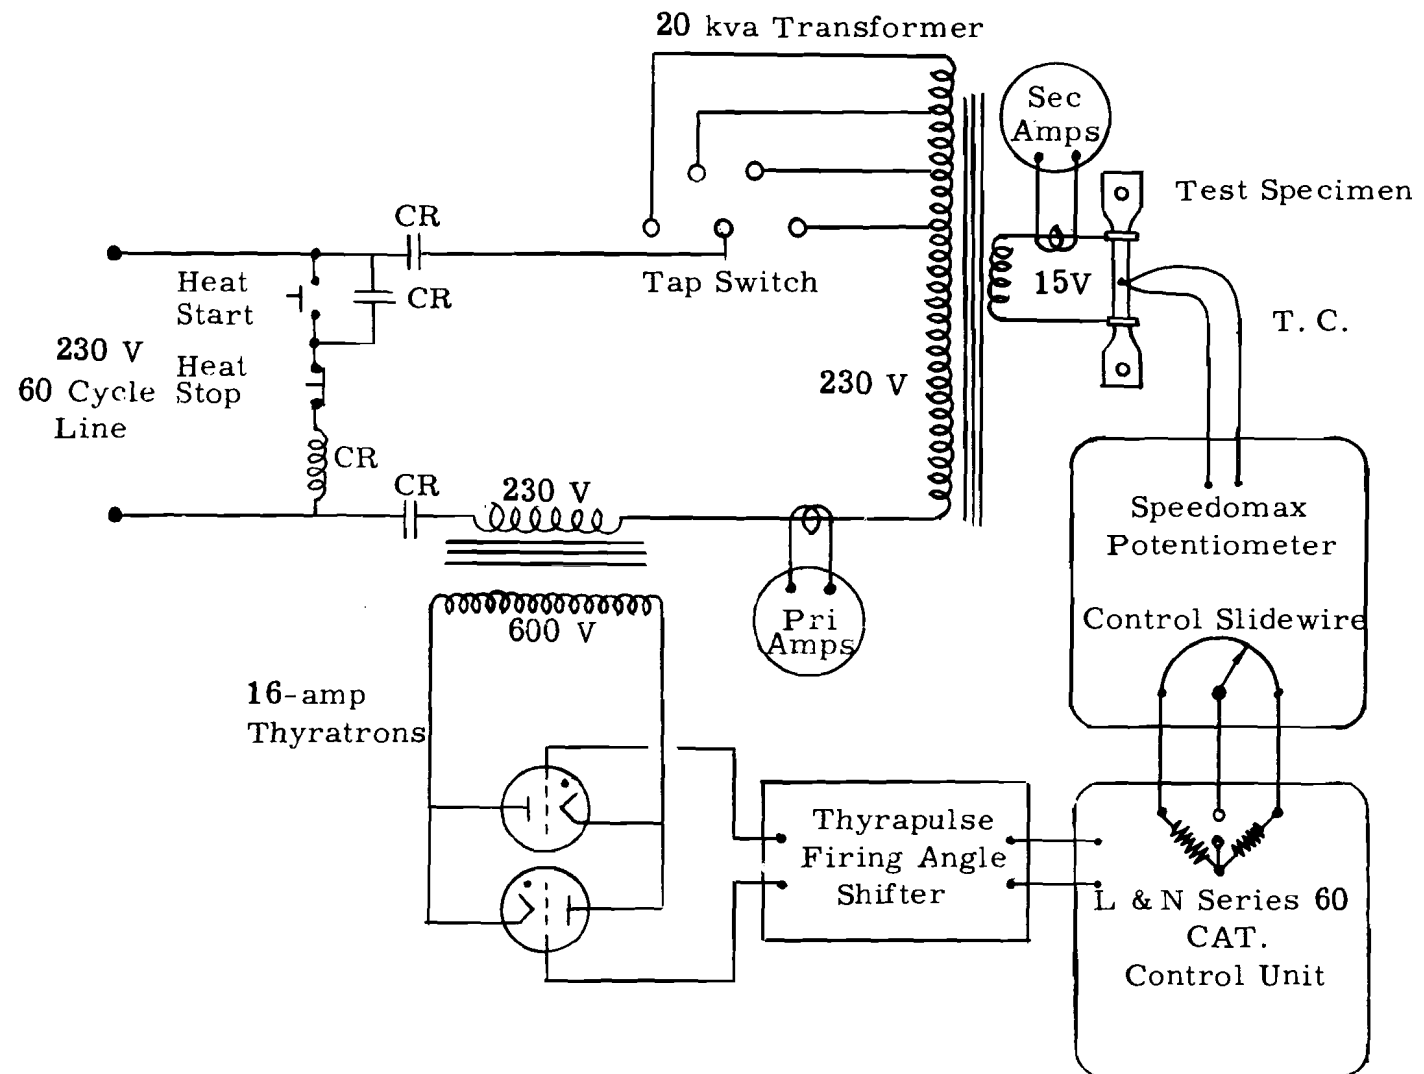 20 kva Transformer
Sec
Amps
Test Specimen
CR
Tap Switch
15V
Heat
Start
CR
T. C.
230 V
60 Cycle
Line
Heat
Stop
230 V
CR
CR
230 V
Speedomax
Potentiometer
Control Slidewire
600 V
Pri
Amps
16-amp
Thyratrons
Thyrapulse
Firing Angle
Shifter
L & N Series 60
CAT.
Control Unit